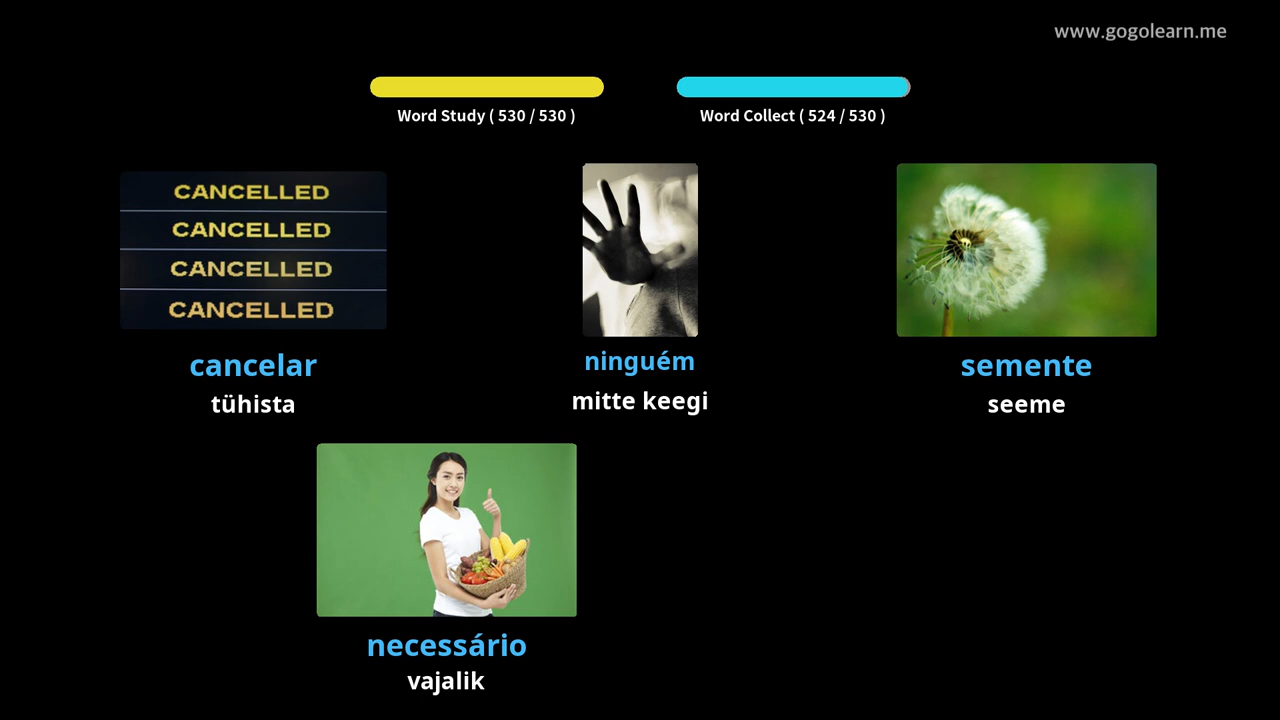 www.gogolearn.me
Word Study ( 530 / 530 )
Word Collect ( 524 / 530 )
CANCELLED
CANCELLED
CANCELLED
CANCELLED
cancelar
tühista
ninguém
mitte keegi
semente
seeme
necessário
vajalik